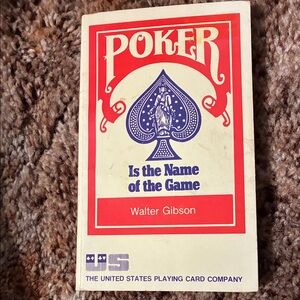 POKER
Is the Name
of the Game
Walter Gibson
US
THE UNITED STATES PLAYING CARD COMPANY